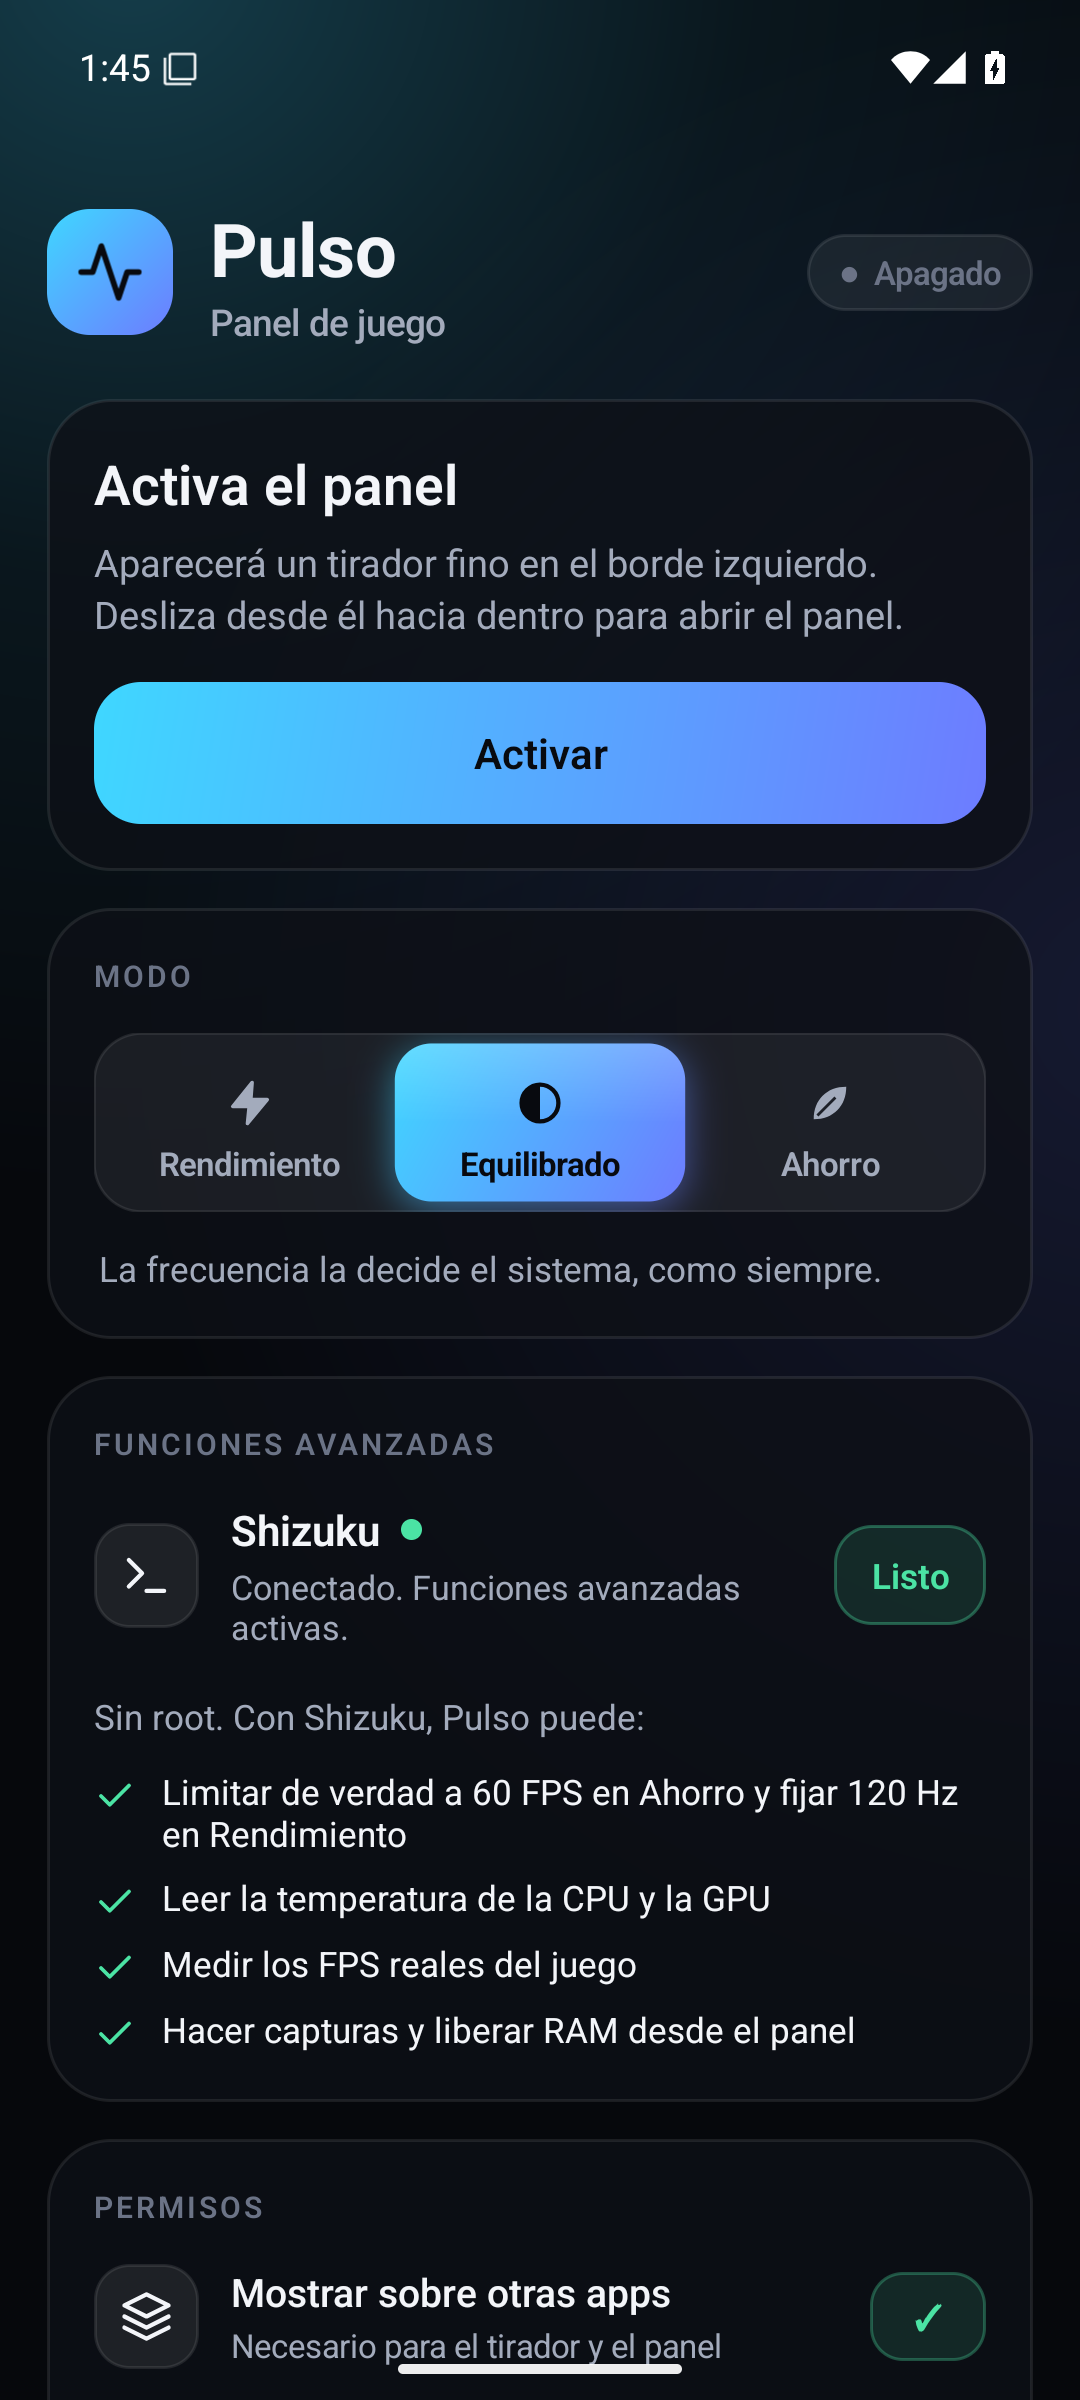 1:45
Pulso
Panel de juego
Apagado
Activa el panel
Aparecerá un tirador fino en el borde izquierdo.
Desliza desde él hacia dentro para abrir el panel.
Activar
MODO
Rendimiento
Equilibrado
Ahorro
La frecuencia la decide el sistema, como siempre.
FUNCIONES AVANZADAS
Shizuku
Conectado. Funciones avanzadas
activas.
Listo
Sin root. Con Shizuku, Pulso puede:
Limitar de verdad a 60 FPS en Ahorro y fijar 120 Hz
en Rendimiento
Leer la temperatura de la CPU y la GPU
Medir los FPS reales del juego
Hacer capturas y liberar RAM desde el panel
PERMISOS
Mostrar sobre otras apps
Necesario para el tirador y el panel